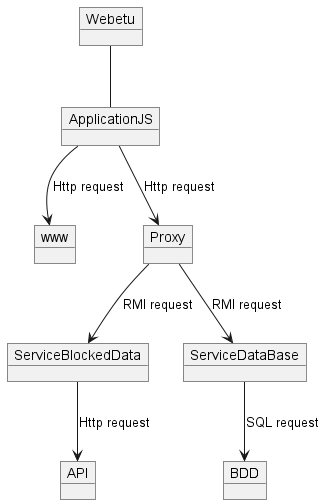 Webetu
ApplicationJS
Http request
Http request
www
Proxy
RMI request
RMI request
ServiceBlockedData
ServiceDataBase
Http request
SQL request
API
BDD